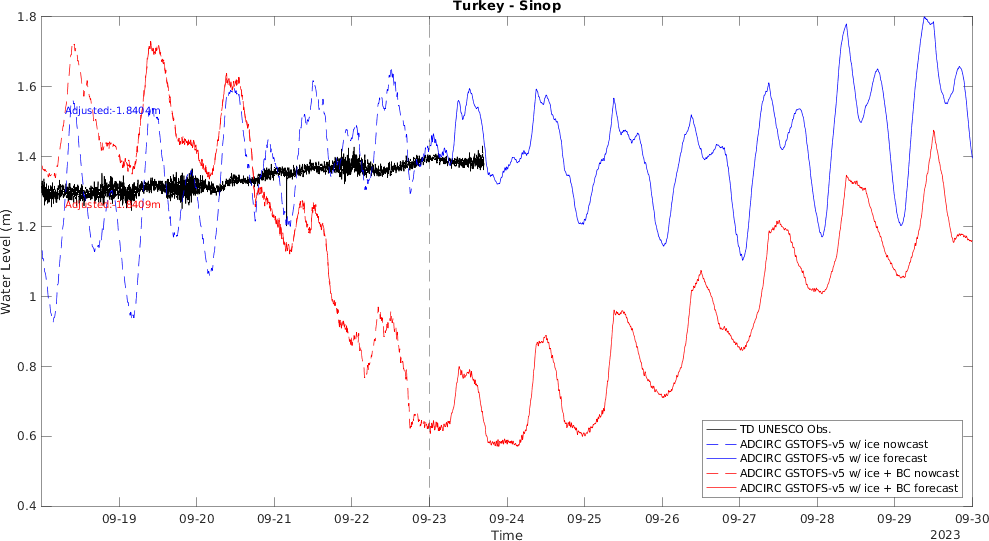 Turkey - Sinop
1.8
1.6
1.4
1.2
1
0.8
0.6
0.4
Water Level (m)
Adjusted:-1.8404m
09-19
09-20
09-21
09-22
09-23
09-24
09-25
09-26
09-27
09-28
09-29
09-30
Time
2023
TD UNESCO Obs.
ADCIRC GSTOFS-v5 w/ ice nowcast
ADCIRC GSTOFS-v5 w/ ice forecast
ADCIRC GSTOFS-v5 w/ ice + BC nowcast
ADCIRC GSTOFS-v5 w/ ice + BC forecast